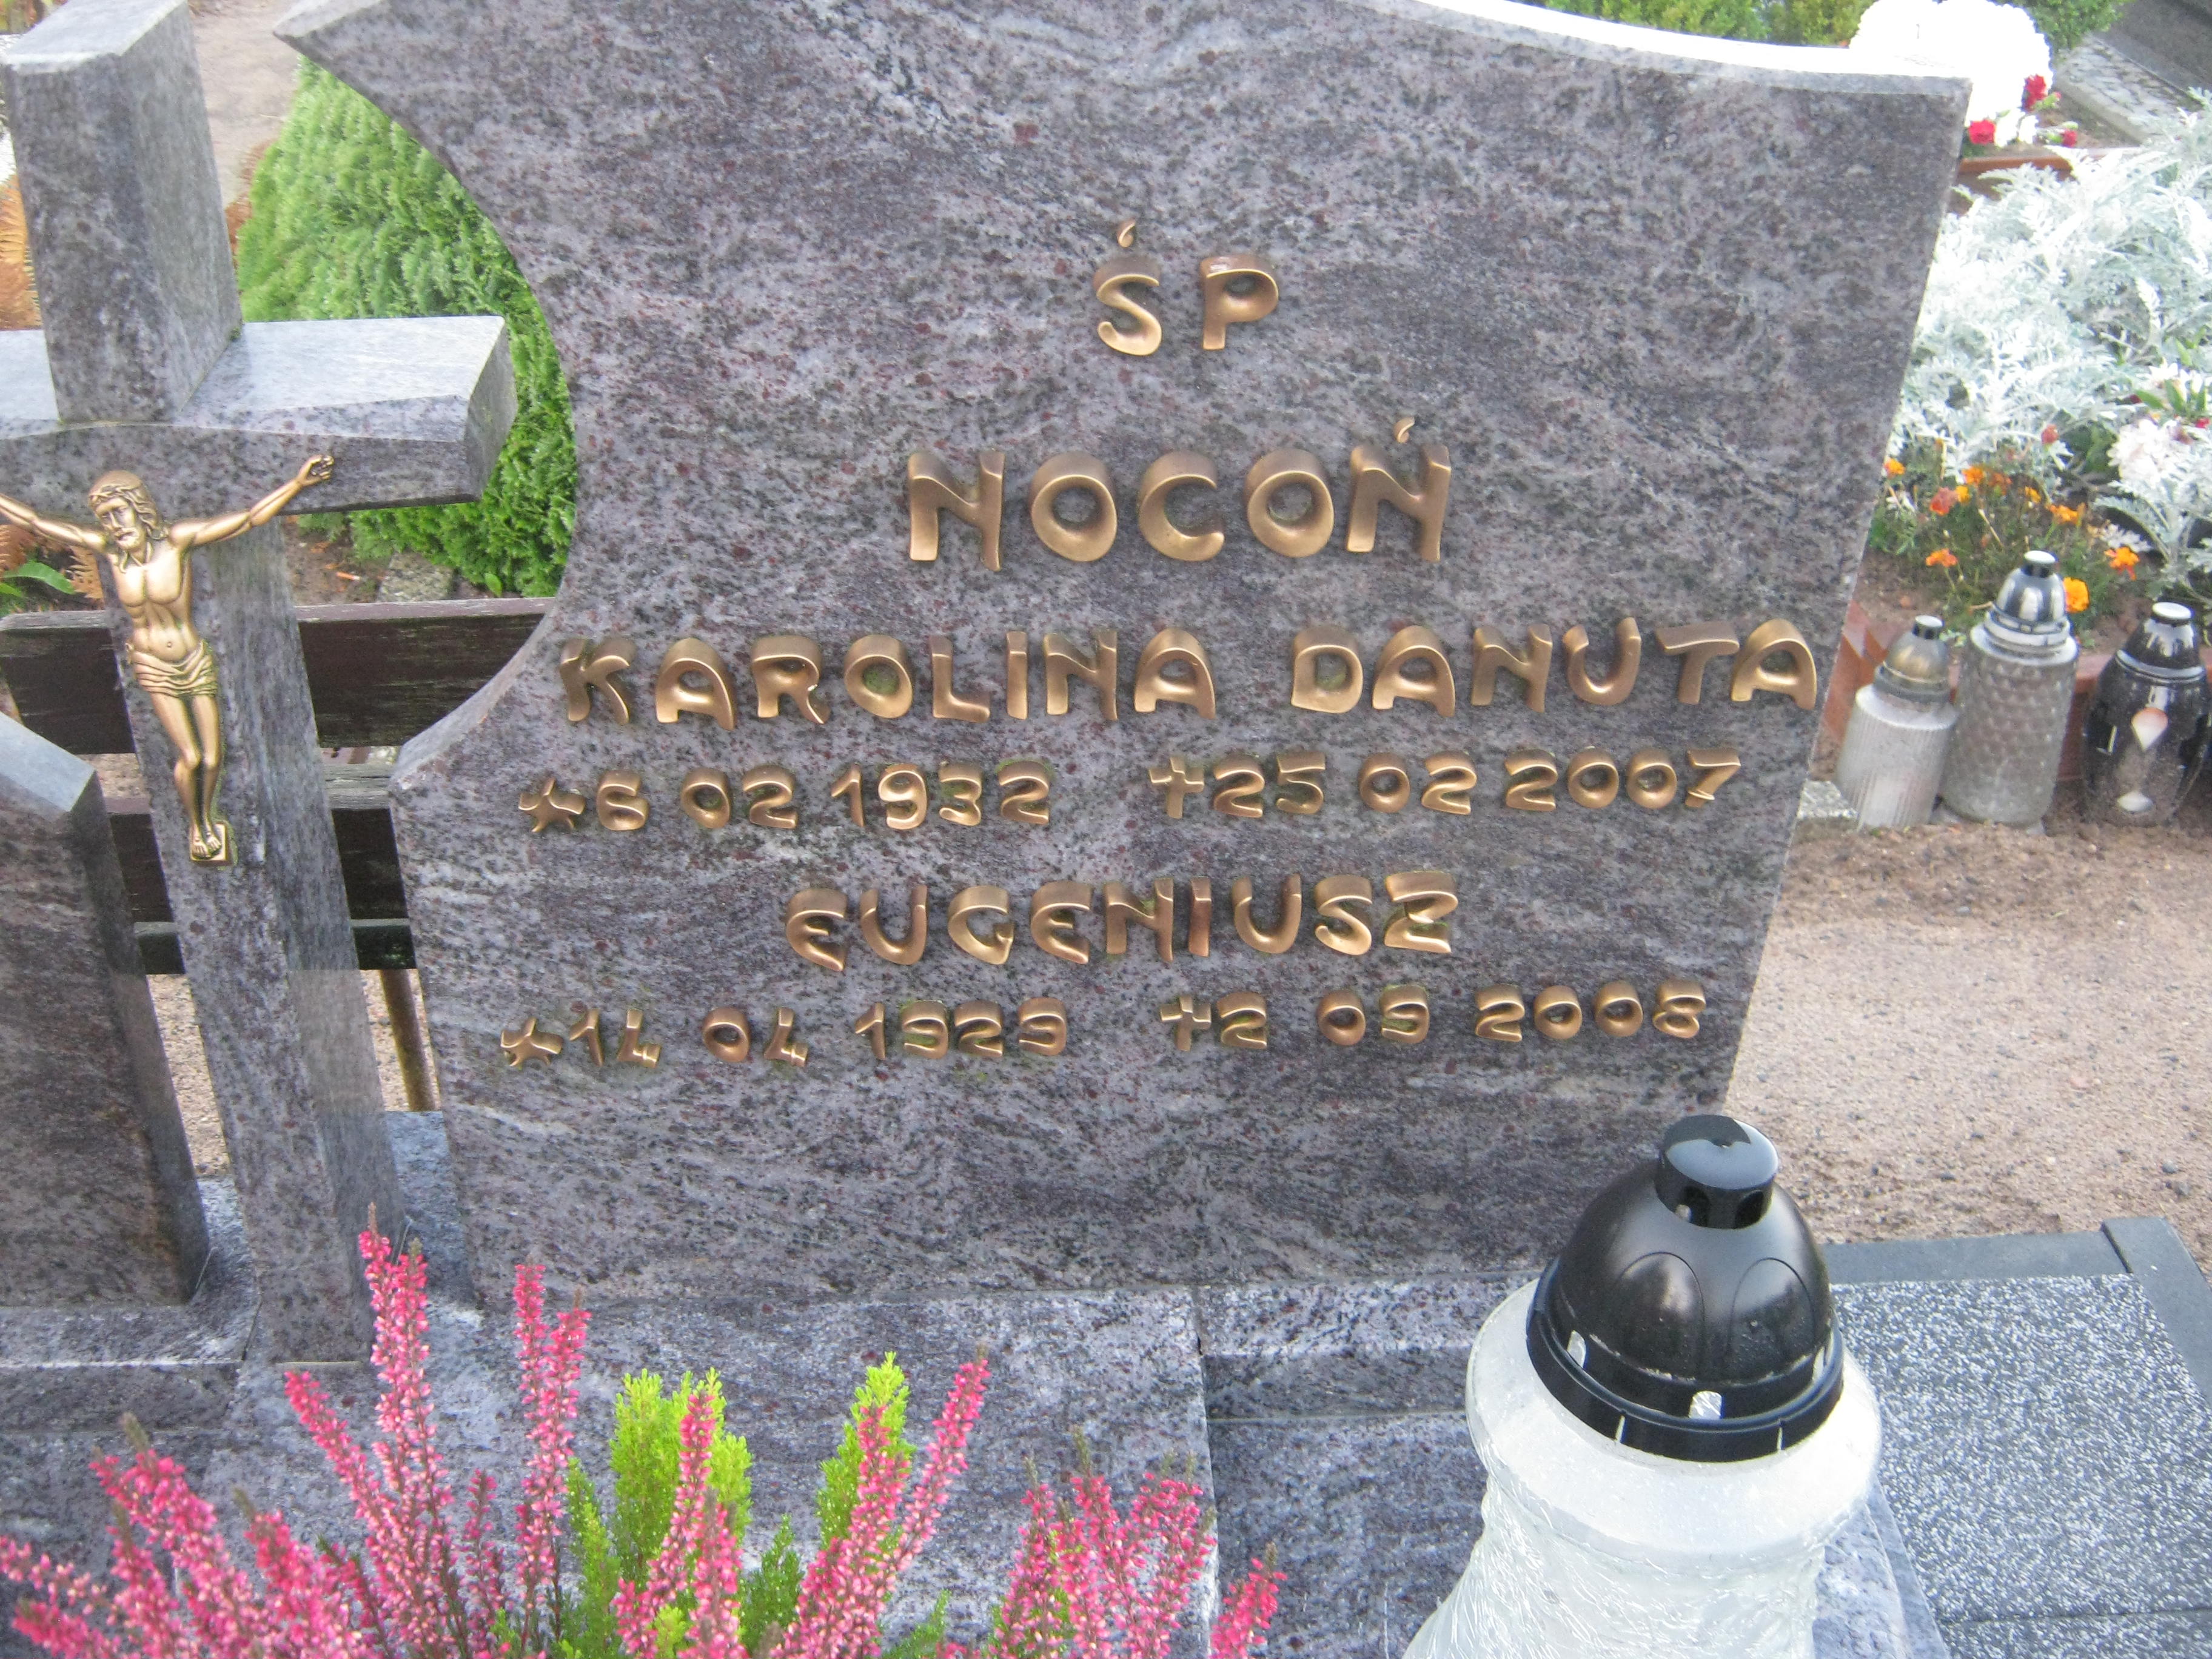 ŚP
NOCOŃ
KAROLINA DANUTA
*6 02 1932 †25 02 2007
EUGENIUSZ
*14 04 1929 †2 09 2008